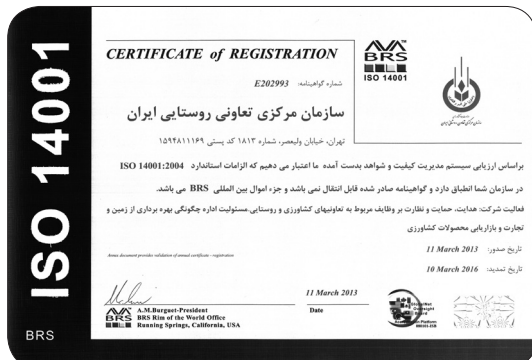 ISO 14001
BRS
CERTIFICATE of REGISTRATION
BRS
ISO 14001
شماره گواهینامه: E202993
سازمان مرکزی تعاونی روستایی ایران
تهران، خیابان ولیعصر، شماره ۱۸۱۳ کد پستی ۱۵۹۴۸۱۱۱۶۹
براساس ارزیابی سیستم مدیریت کیفیت و شواهد بدست آمده ما اعتبار می دهیم که الزامات استاندارد ISO 14001:2004
در سازمان شما انطباق دارد و گواهینامه صادر شده قابل انتقال نمی باشد و جزء اموال بین المللی BRS می باشد.
فعالیت شرکت: هدایت، حمایت و نظارت بر وظایف مربوط به تعاونیهای کشاورزی و روستایی.مسئولیت اداره چگونگی بهره برداری از زمین و
تجارت و بازاریابی محصولات کشاورزی
تاریخ صدور: 11 March 2013
Annex document provides validation of annual certificate - registration
تاریخ تمدید: 10 March 2016
11 March 2013
Date
A.M.Burguet-President
BRS Rim of the World Office
Running Springs, California, USA
BRS
GlobalNet
Oversight
Board